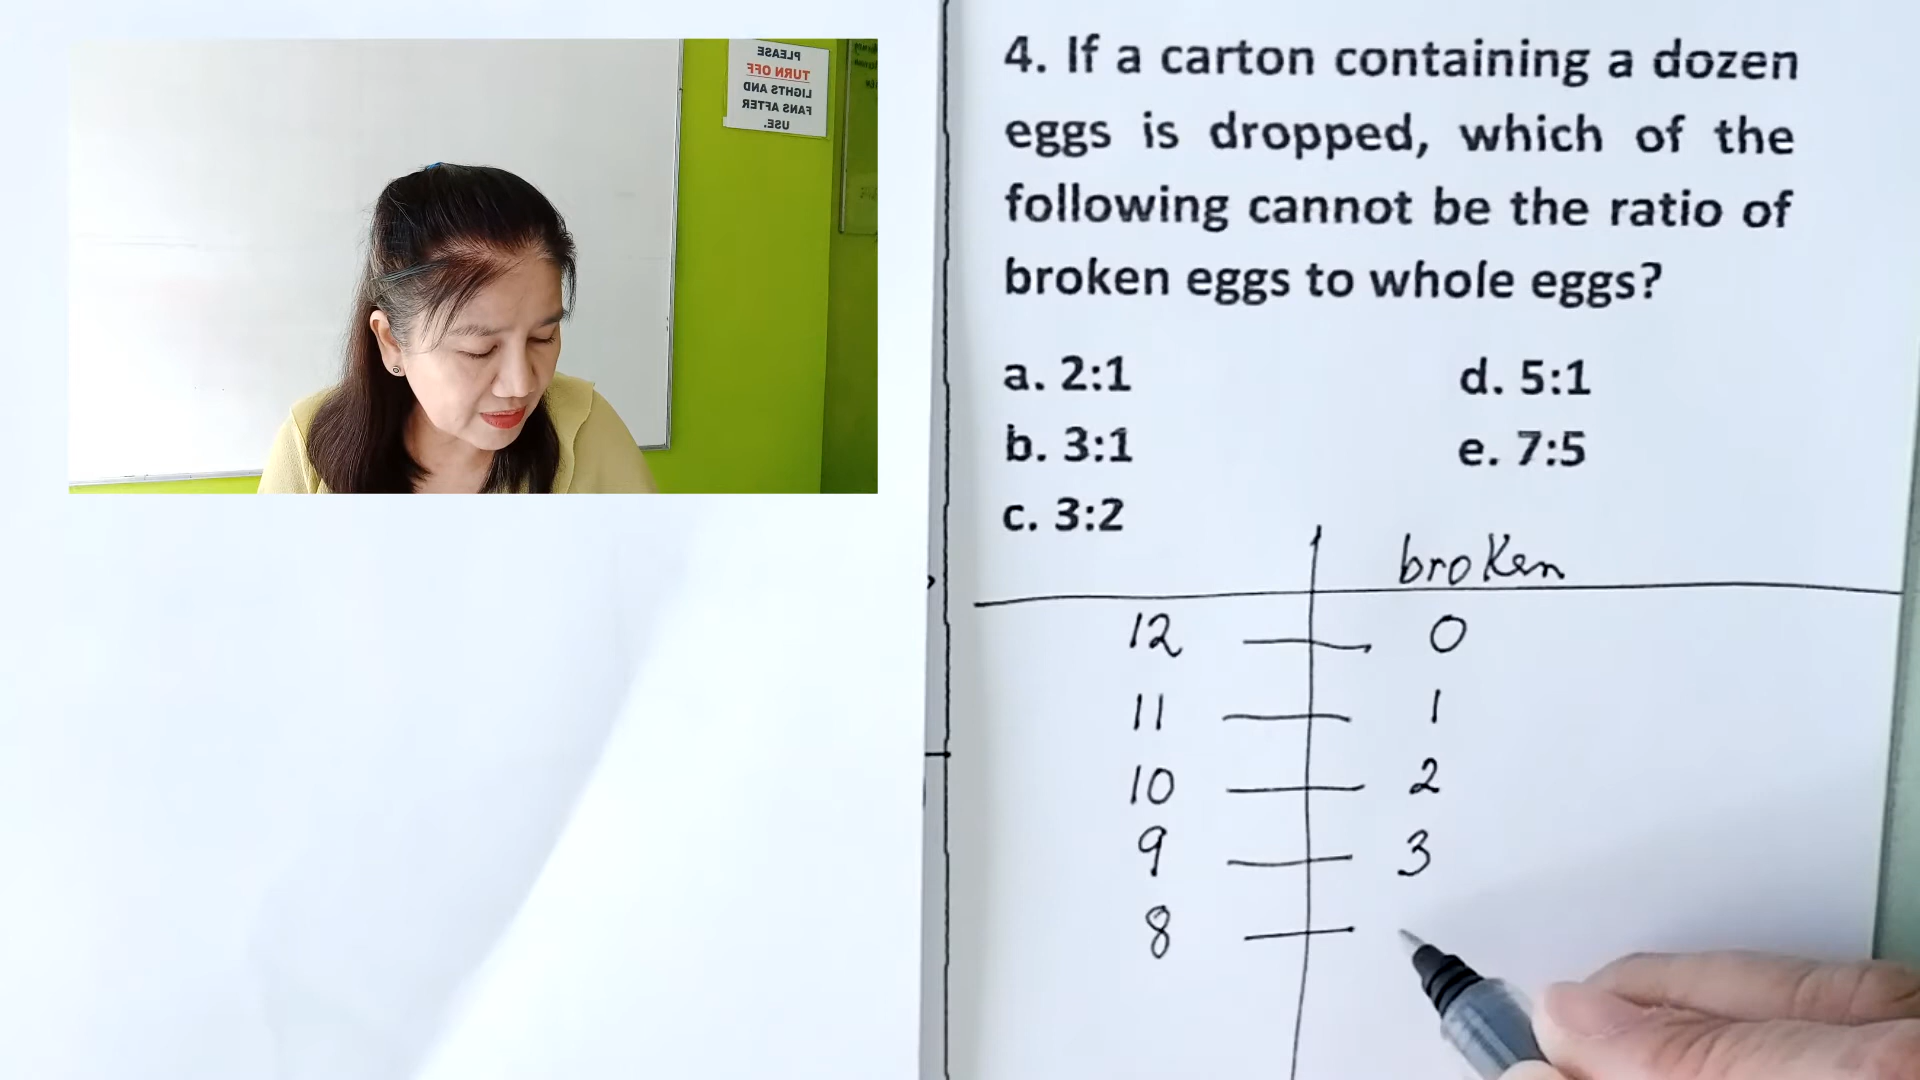 PLEASE
TURN OFF
LIGHTS AND
FANS AFTER
USE.
4. If a carton containing a dozen
eggs is dropped, which of the
following cannot be the ratio of
broken eggs to whole eggs?
a. 2:1
d. 5:1
b. 3:1
e. 7:5
c. 3:2
broken
12 — 0
11 — 1
10 — 2
9 — 3
8 —